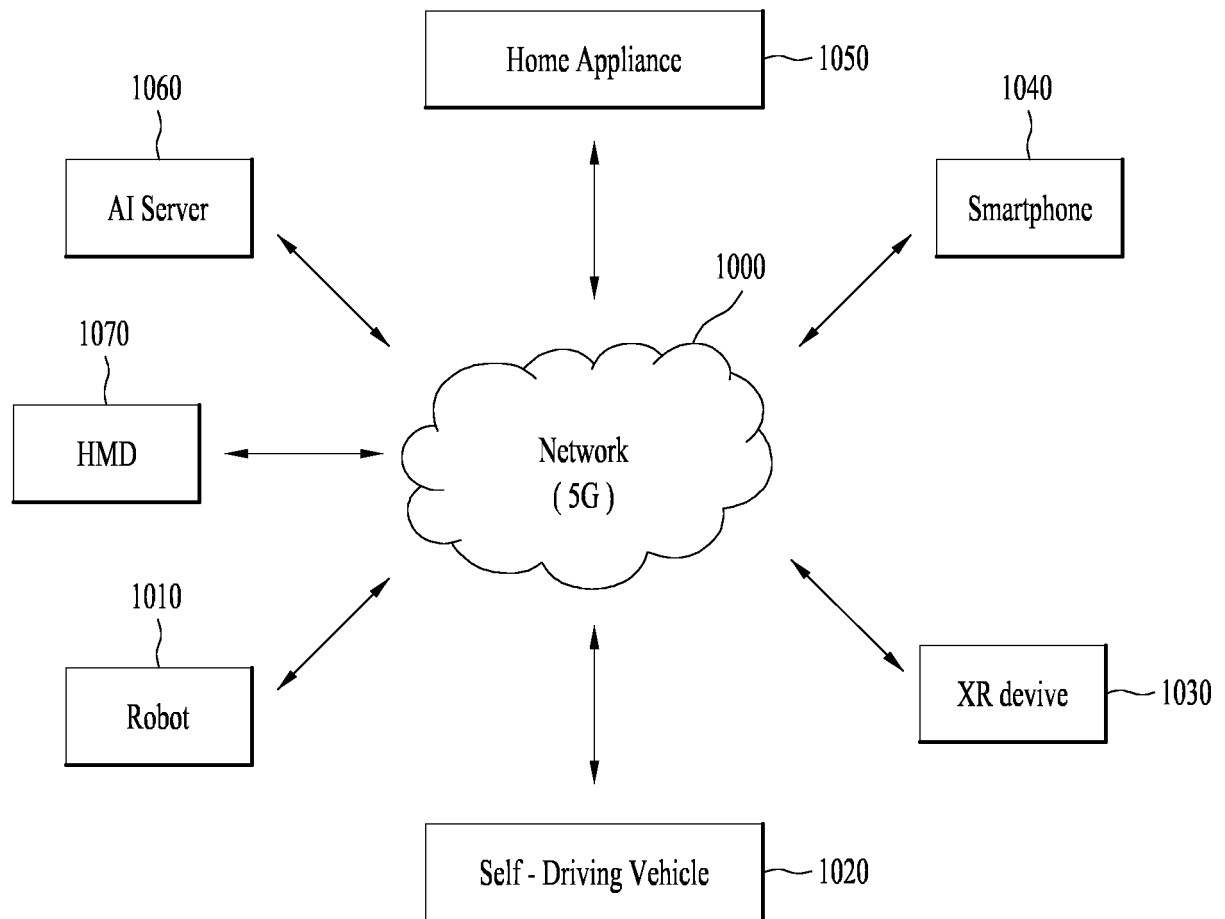 Home Appliance
1050
1060
AI Server
1040
Smartphone
1000
1070
HMD
Network
( 5G )
1010
Robot
XR devive
1030
Self - Driving Vehicle
1020